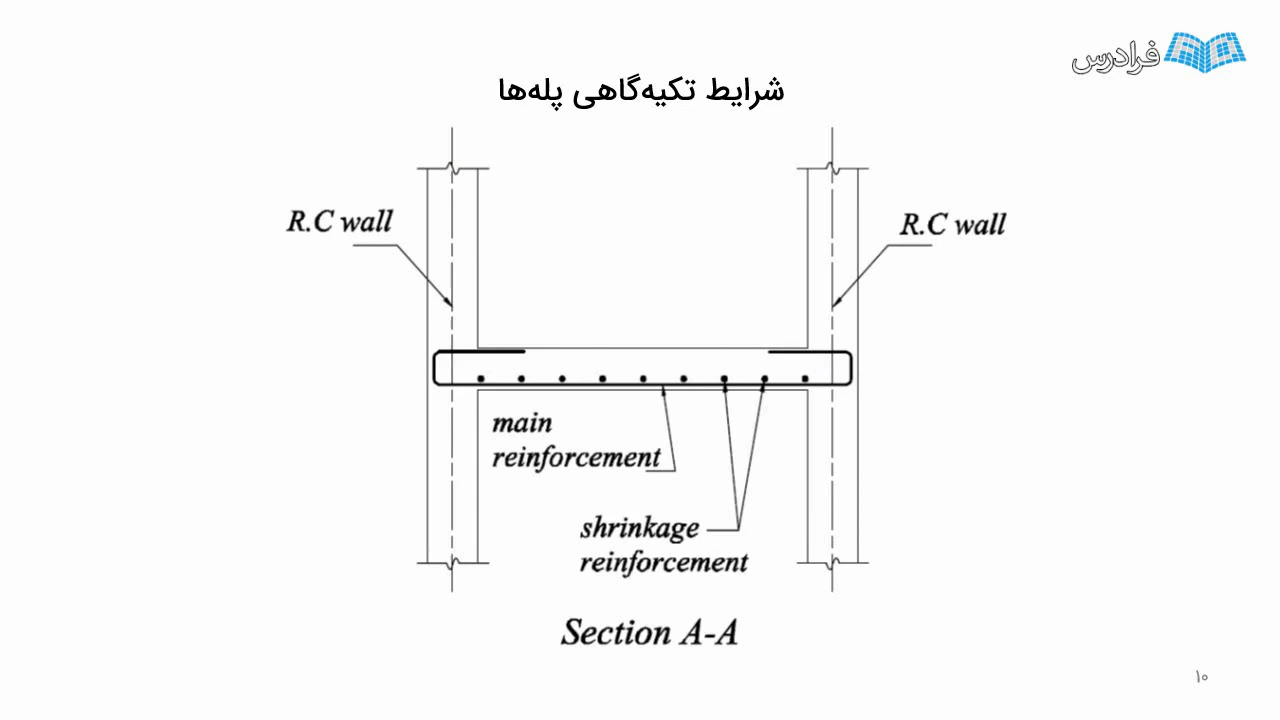 فرادرس
شرایط تکیه‌گاهی پله‌ها
R.C wall
R.C wall
main
reinforcement
shrinkage
reinforcement
Section A-A
۱۰